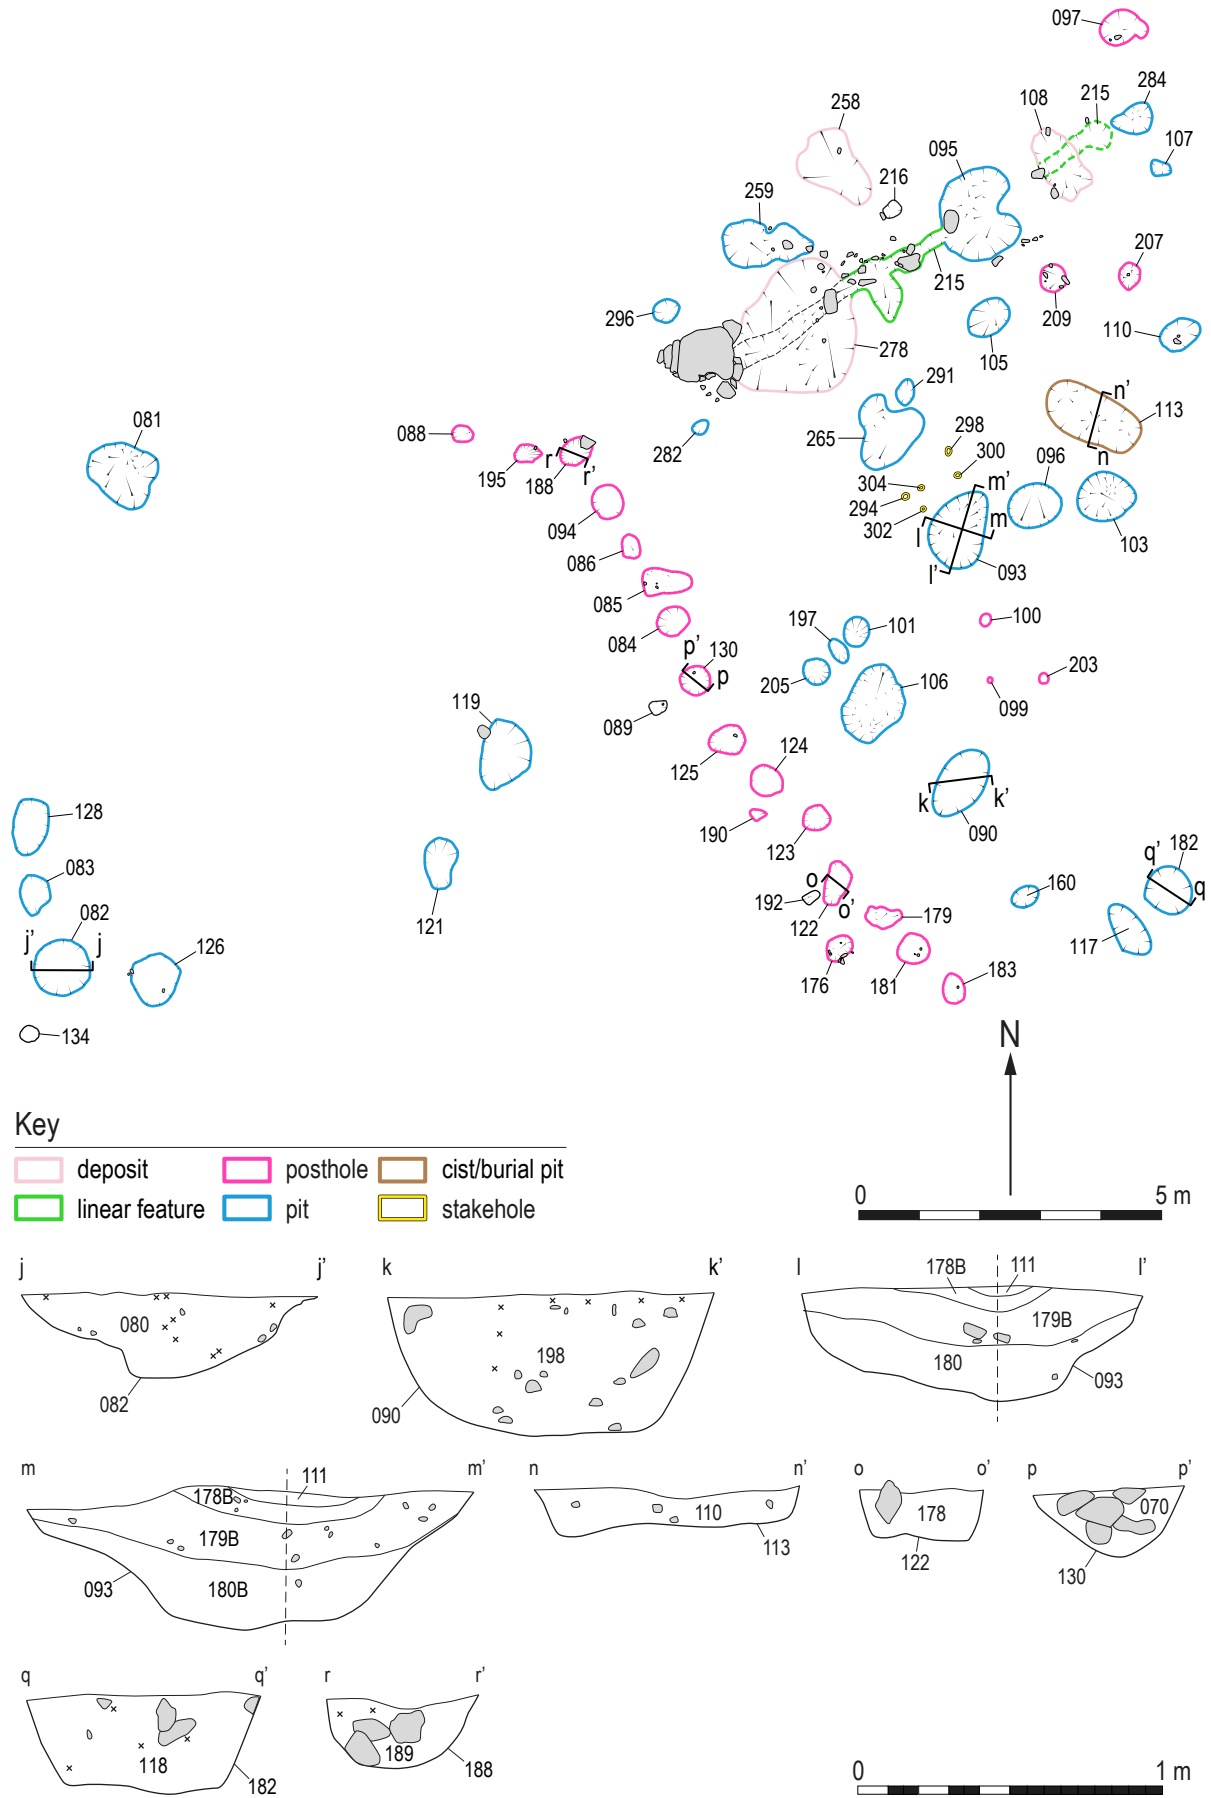 097
284
215
108
258
107
095
216
259
207
215
296
209
110
278
105
291
n'
113
081
088
298
265
282
r
300
n
195
r'
096
188
304
m'
294
m
094
302
l
103
086
l'
093
085
197
101
100
084
p'
130
p
205
106
203
099
089
119
125
124
k
k'
128
190
090
123
q'
182
083
o
q
160
082
192
o'
j'
j
121
122
179
117
126
176
181
183
134
N
Key
deposit
posthole
cist/burial pit
0
5 m
linear feature
pit
stakehole
j
j'
k
k'
l
l'
178B
111
080
179B
198
180
082
090
093
m
m'
n
n'
o
o'
p
p'
111
178B
070
110
178
179B
113
122
130
093
180B
q
q'
r
r'
189
118
188
182
0
1 m